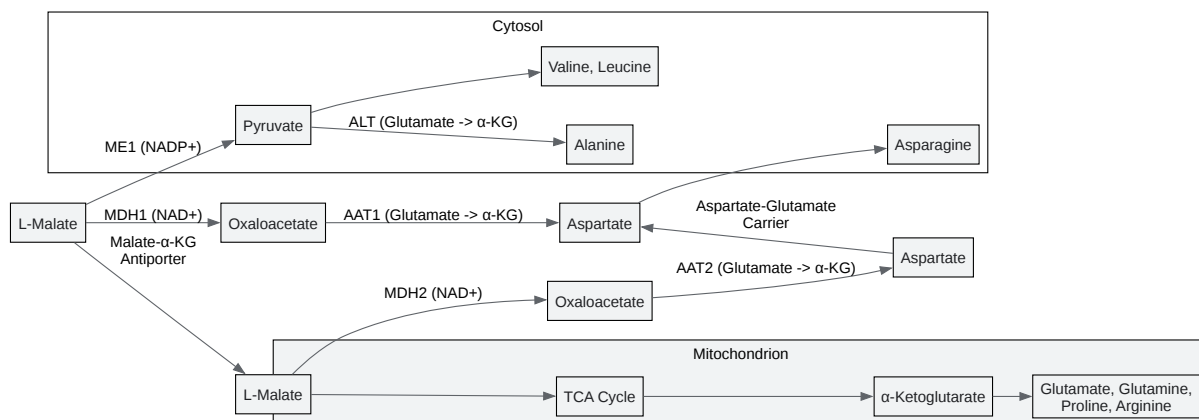 Cytosol
Valine, Leucine
Pyruvate
ALT (Glutamate -> α-KG)
Alanine
Asparagine
ME1 (NADP+)
L-Malate
MDH1 (NAD+)
Oxaloacetate
AAT1 (Glutamate -> α-KG)
Aspartate
Aspartate-Glutamate
Carrier
Malate-α-KG
Antiporter
Aspartate
AAT2 (Glutamate -> α-KG)
MDH2 (NAD+)
Oxaloacetate
Mitochondrion
L-Malate
TCA Cycle
α-Ketoglutarate
Glutamate, Glutamine,
Proline, Arginine